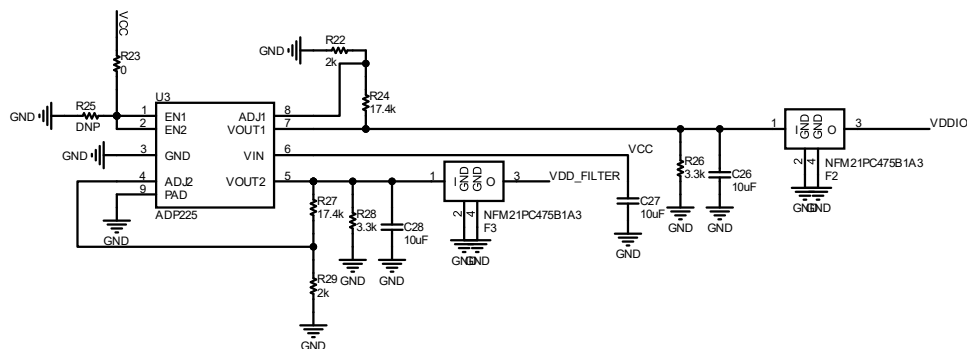 VCC
R23
0
GND
R22
2k
R24
17.4k
GND
R25
DNP
U3
1
2
3
4
9
EN1
EN2
GND
ADJ2
PAD
ADJ1
VOUT1
VIN
VOUT2
8
7
6
5
ADP225
GND
GND
VCC
R27
17.4k
R28
3.3k
C28
10uF
GND
GND
R29
2k
GND
1
I
GND
GND
O
3
VDD_FILTER
2
4
NFM21PC475B1A3
F3
GND
GND
C27
10uF
GND
R26
3.3k
C26
10uF
GND
GND
1
I
GND
GND
O
3
VDDIO
2
4
NFM21PC475B1A3
F2
GND
GND